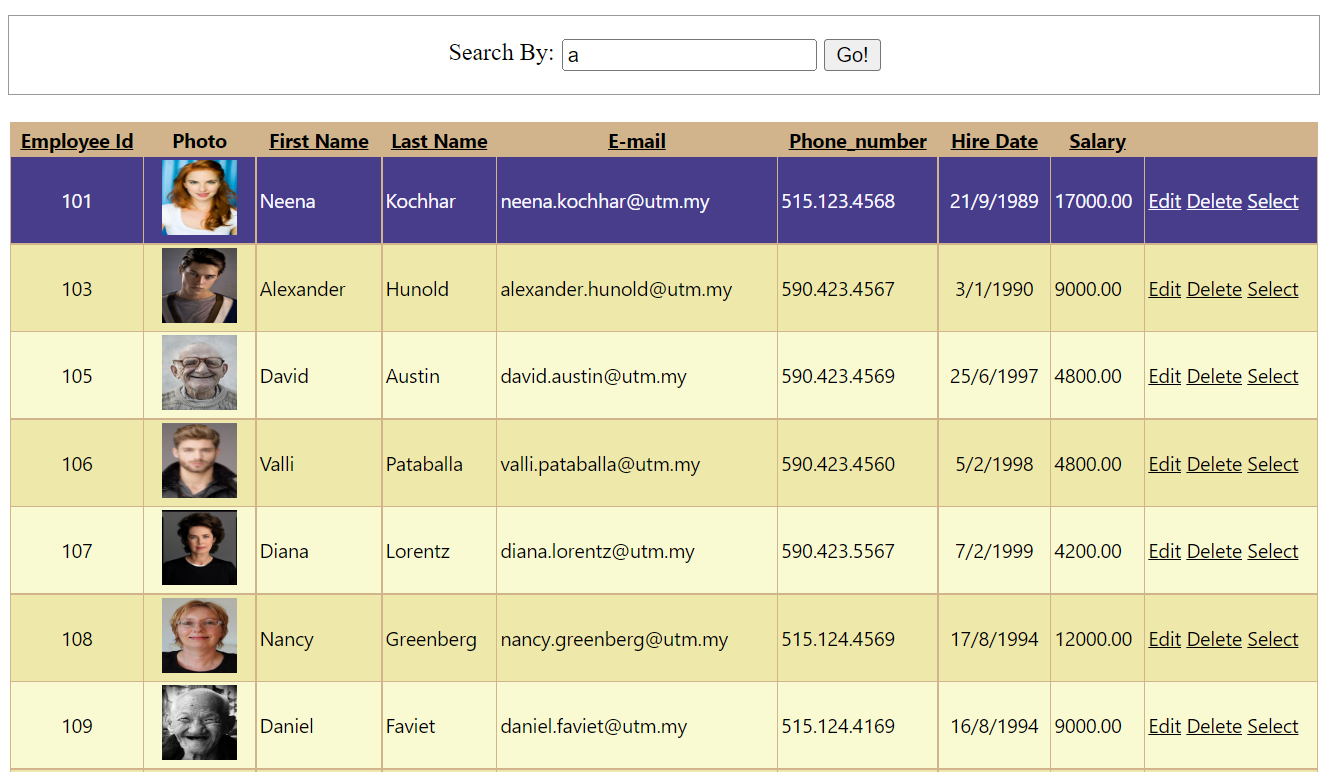 Search By: a Go!
Employee Id Photo First Name Last Name E-mail Phone_number Hire Date Salary
101 Neena Kochhar neena.kochhar@utm.my 515.123.4568 21/9/1989 17000.00 Edit Delete Select
103 Alexander Hunold alexander.hunold@utm.my 590.423.4567 3/1/1990 9000.00 Edit Delete Select
105 David Austin david.austin@utm.my 590.423.4569 25/6/1997 4800.00 Edit Delete Select
106 Valli Pataballa valli.pataballa@utm.my 590.423.4560 5/2/1998 4800.00 Edit Delete Select
107 Diana Lorentz diana.lorentz@utm.my 590.423.5567 7/2/1999 4200.00 Edit Delete Select
108 Nancy Greenberg nancy.greenberg@utm.my 515.124.4569 17/8/1994 12000.00 Edit Delete Select
109 Daniel Faviet daniel.faviet@utm.my 515.124.4169 16/8/1994 9000.00 Edit Delete Select